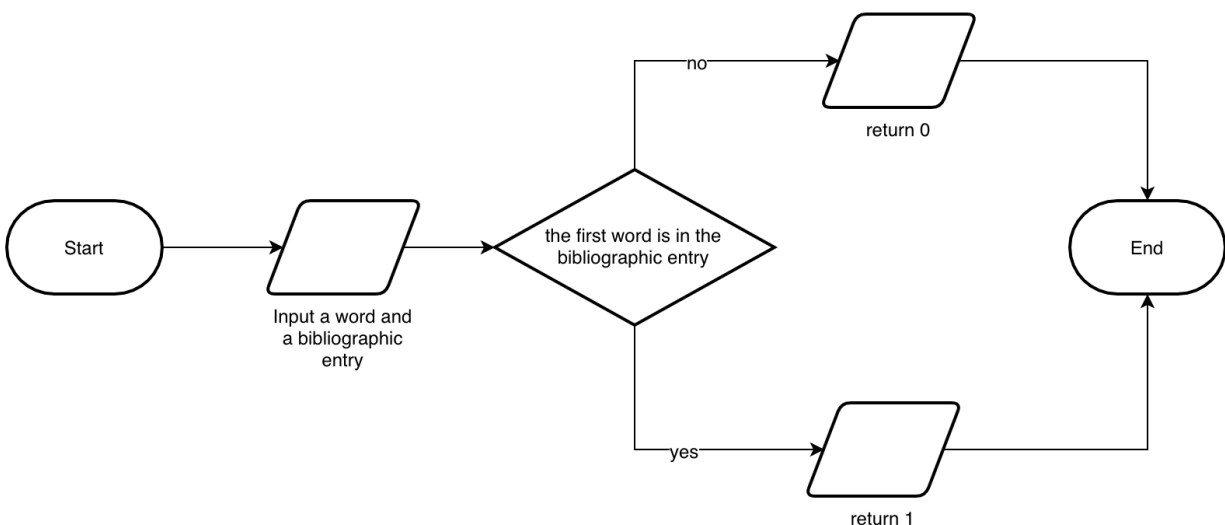 no
return 0
Start
Input a word and
a bibliographic
entry
the first word is in the
bibliographic entry
End
yes
return 1